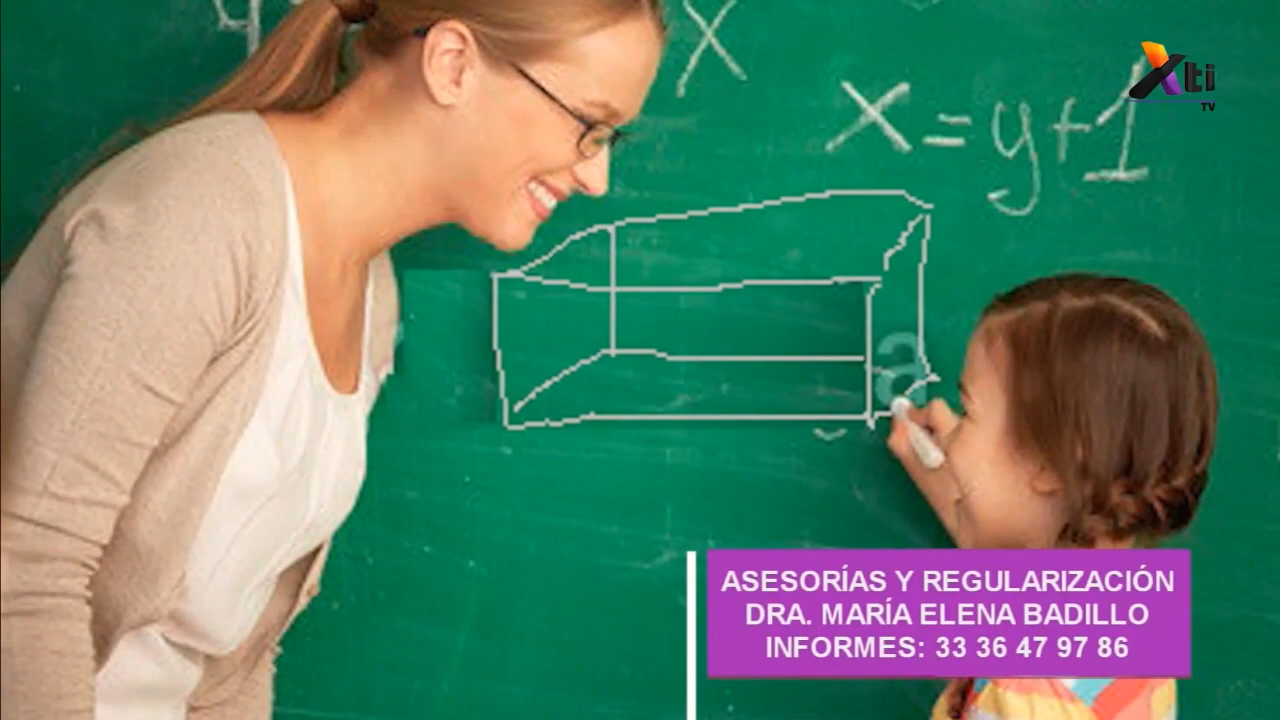 y
X
Xti
TV
X=y+1
a
ASESORÍAS Y REGULARIZACIÓN
DRA. MARÍA ELENA BADILLO
INFORMES: 33 36 47 97 86